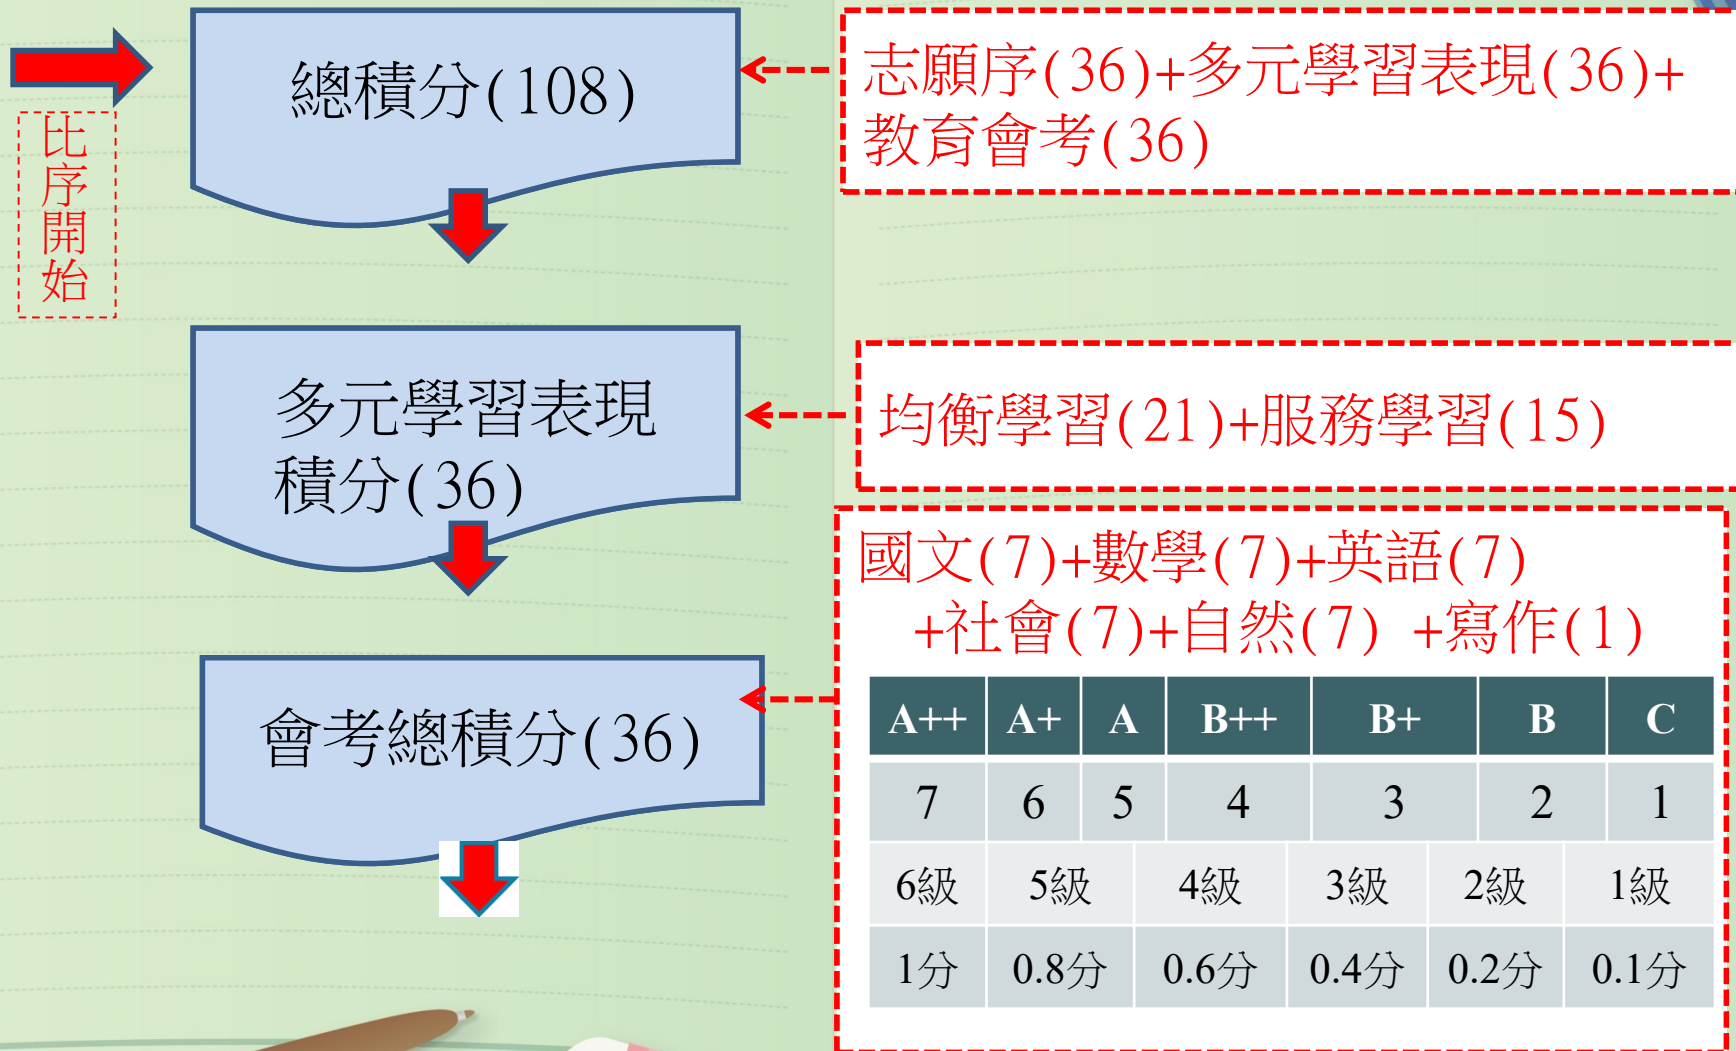 比序開始
總積分(108)
志願序(36)+多元學習表現(36)+
教育會考(36)
多元學習表現
積分(36)
均衡學習(21)+服務學習(15)
會考總積分(36)
國文(7)+數學(7)+英語(7)
+社會(7)+自然(7) +寫作(1)
A++ A+ A B++ B+ B C
7 6 5 4 3 2 1
6級 5級 4級 3級 2級 1級
1分 0.8分 0.6分 0.4分 0.2分 0.1分